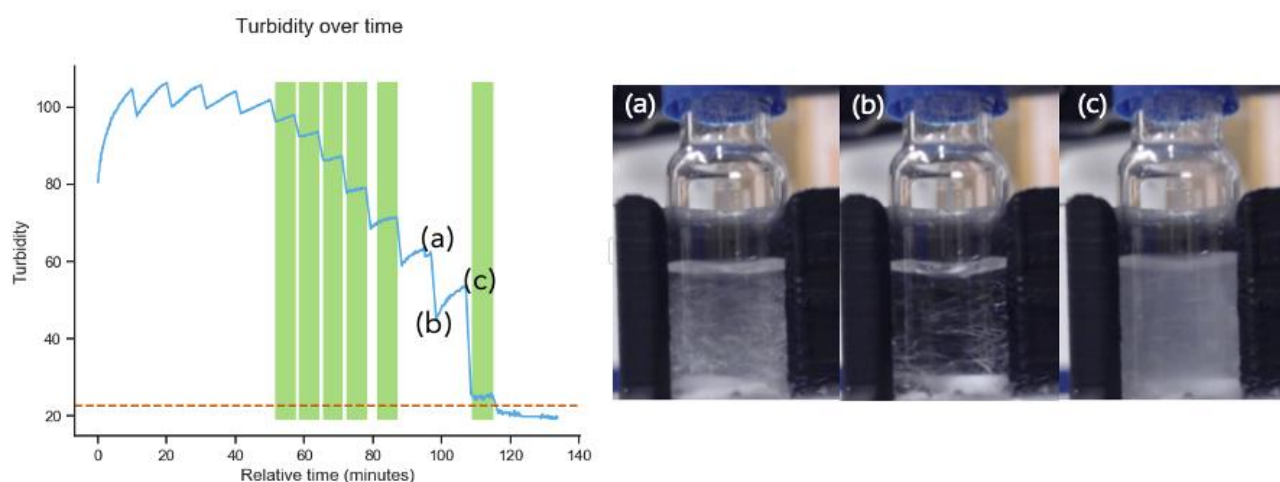 Turbidity over time
Turbidity
100
80
60
40
20
(a)
(b)
(c)
0 20 40 60 80 100 120 140
Relative time (minutes)
(a) (b) (c)